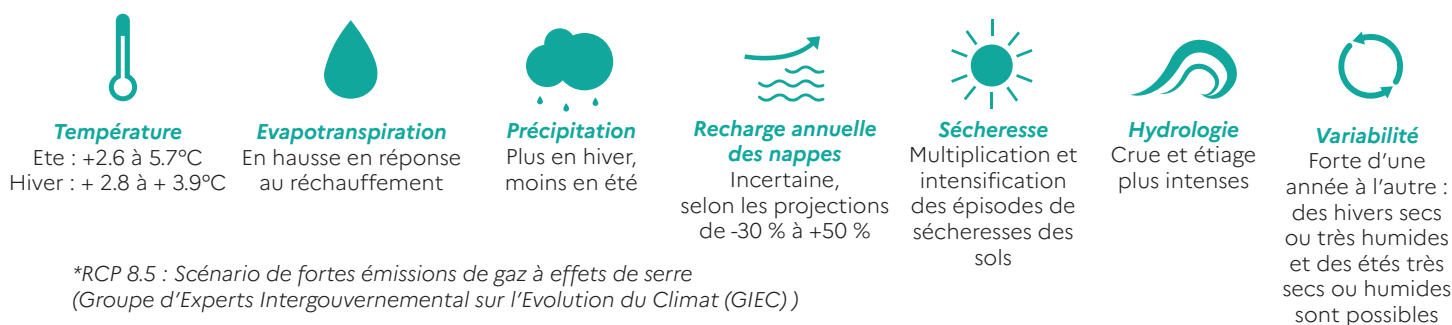 Température
Ete : +2.6 à 5.7°C
Hiver : + 2.8 à + 3.9°C
Evapotranspiration
En hausse en réponse
au réchauffement
Précipitation
Plus en hiver,
moins en été
Recharge annuelle
des nappes
Incertaine,
selon les projections
de -30 % à +50 %
Sécheresse
Multiplication et
intensification
des épisodes de
sécheresses des
sols
Hydrologie
Crue et étiage
plus intenses
Variabilité
Forte d'une
année à l'autre :
des hivers secs
ou très humides
et des étés très
secs ou humides
sont possibles
*RCP 8.5 : Scénario de fortes émissions de gaz à effets de serre
(Groupe d'Experts Intergouvernemental sur l'Evolution du Climat (GIEC) )